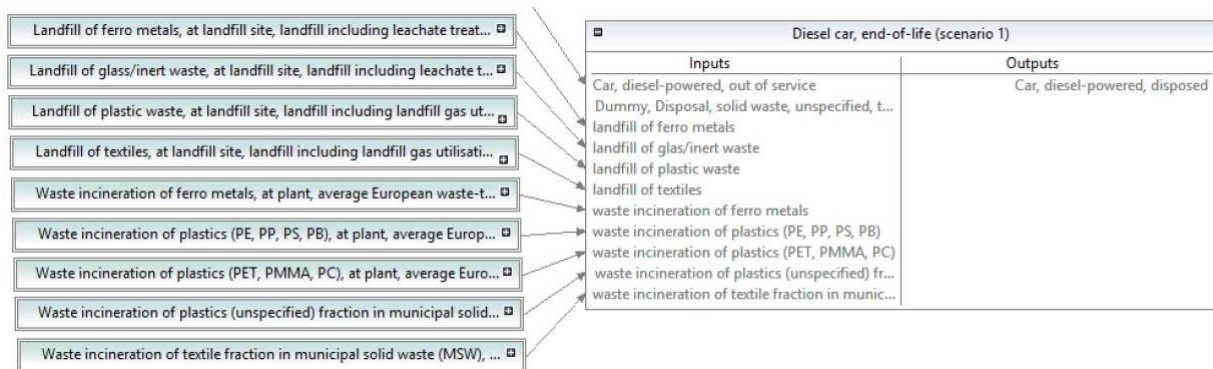 Landfill of ferro metals, at landfill site, landfill including leachate treat...
Landfill of glass/inert waste, at landfill site, landfill including leachate t...
Landfill of plastic waste, at landfill site, landfill including landfill gas ut...
Landfill of textiles, at landfill site, landfill including landfill gas utilisati...
Waste incineration of ferro metals, at plant, average European waste-t...
Waste incineration of plastics (PE, PP, PS, PB), at plant, average Europ...
Waste incineration of plastics (PET, PMMA, PC), at plant, average Euro...
Waste incineration of plastics (unspecified) fraction in municipal solid...
Waste incineration of textile fraction in municipal solid waste (MSW), ...
Diesel car, end-of-life (scenario 1)
Inputs
Car, diesel-powered, out of service
Dummy, Disposal, solid waste, unspecified, t...
landfill of ferro metals
landfill of glas/inert waste
landfill of plastic waste
landfill of textiles
waste incineration of ferro metals
waste incineration of plastics (PE, PP, PS, PB)
waste incineration of plastics (PET, PMMA, PC)
waste incineration of plastics (unspecified) fr...
waste incineration of textile fraction in munic...
Outputs
Car, diesel-powered, disposed